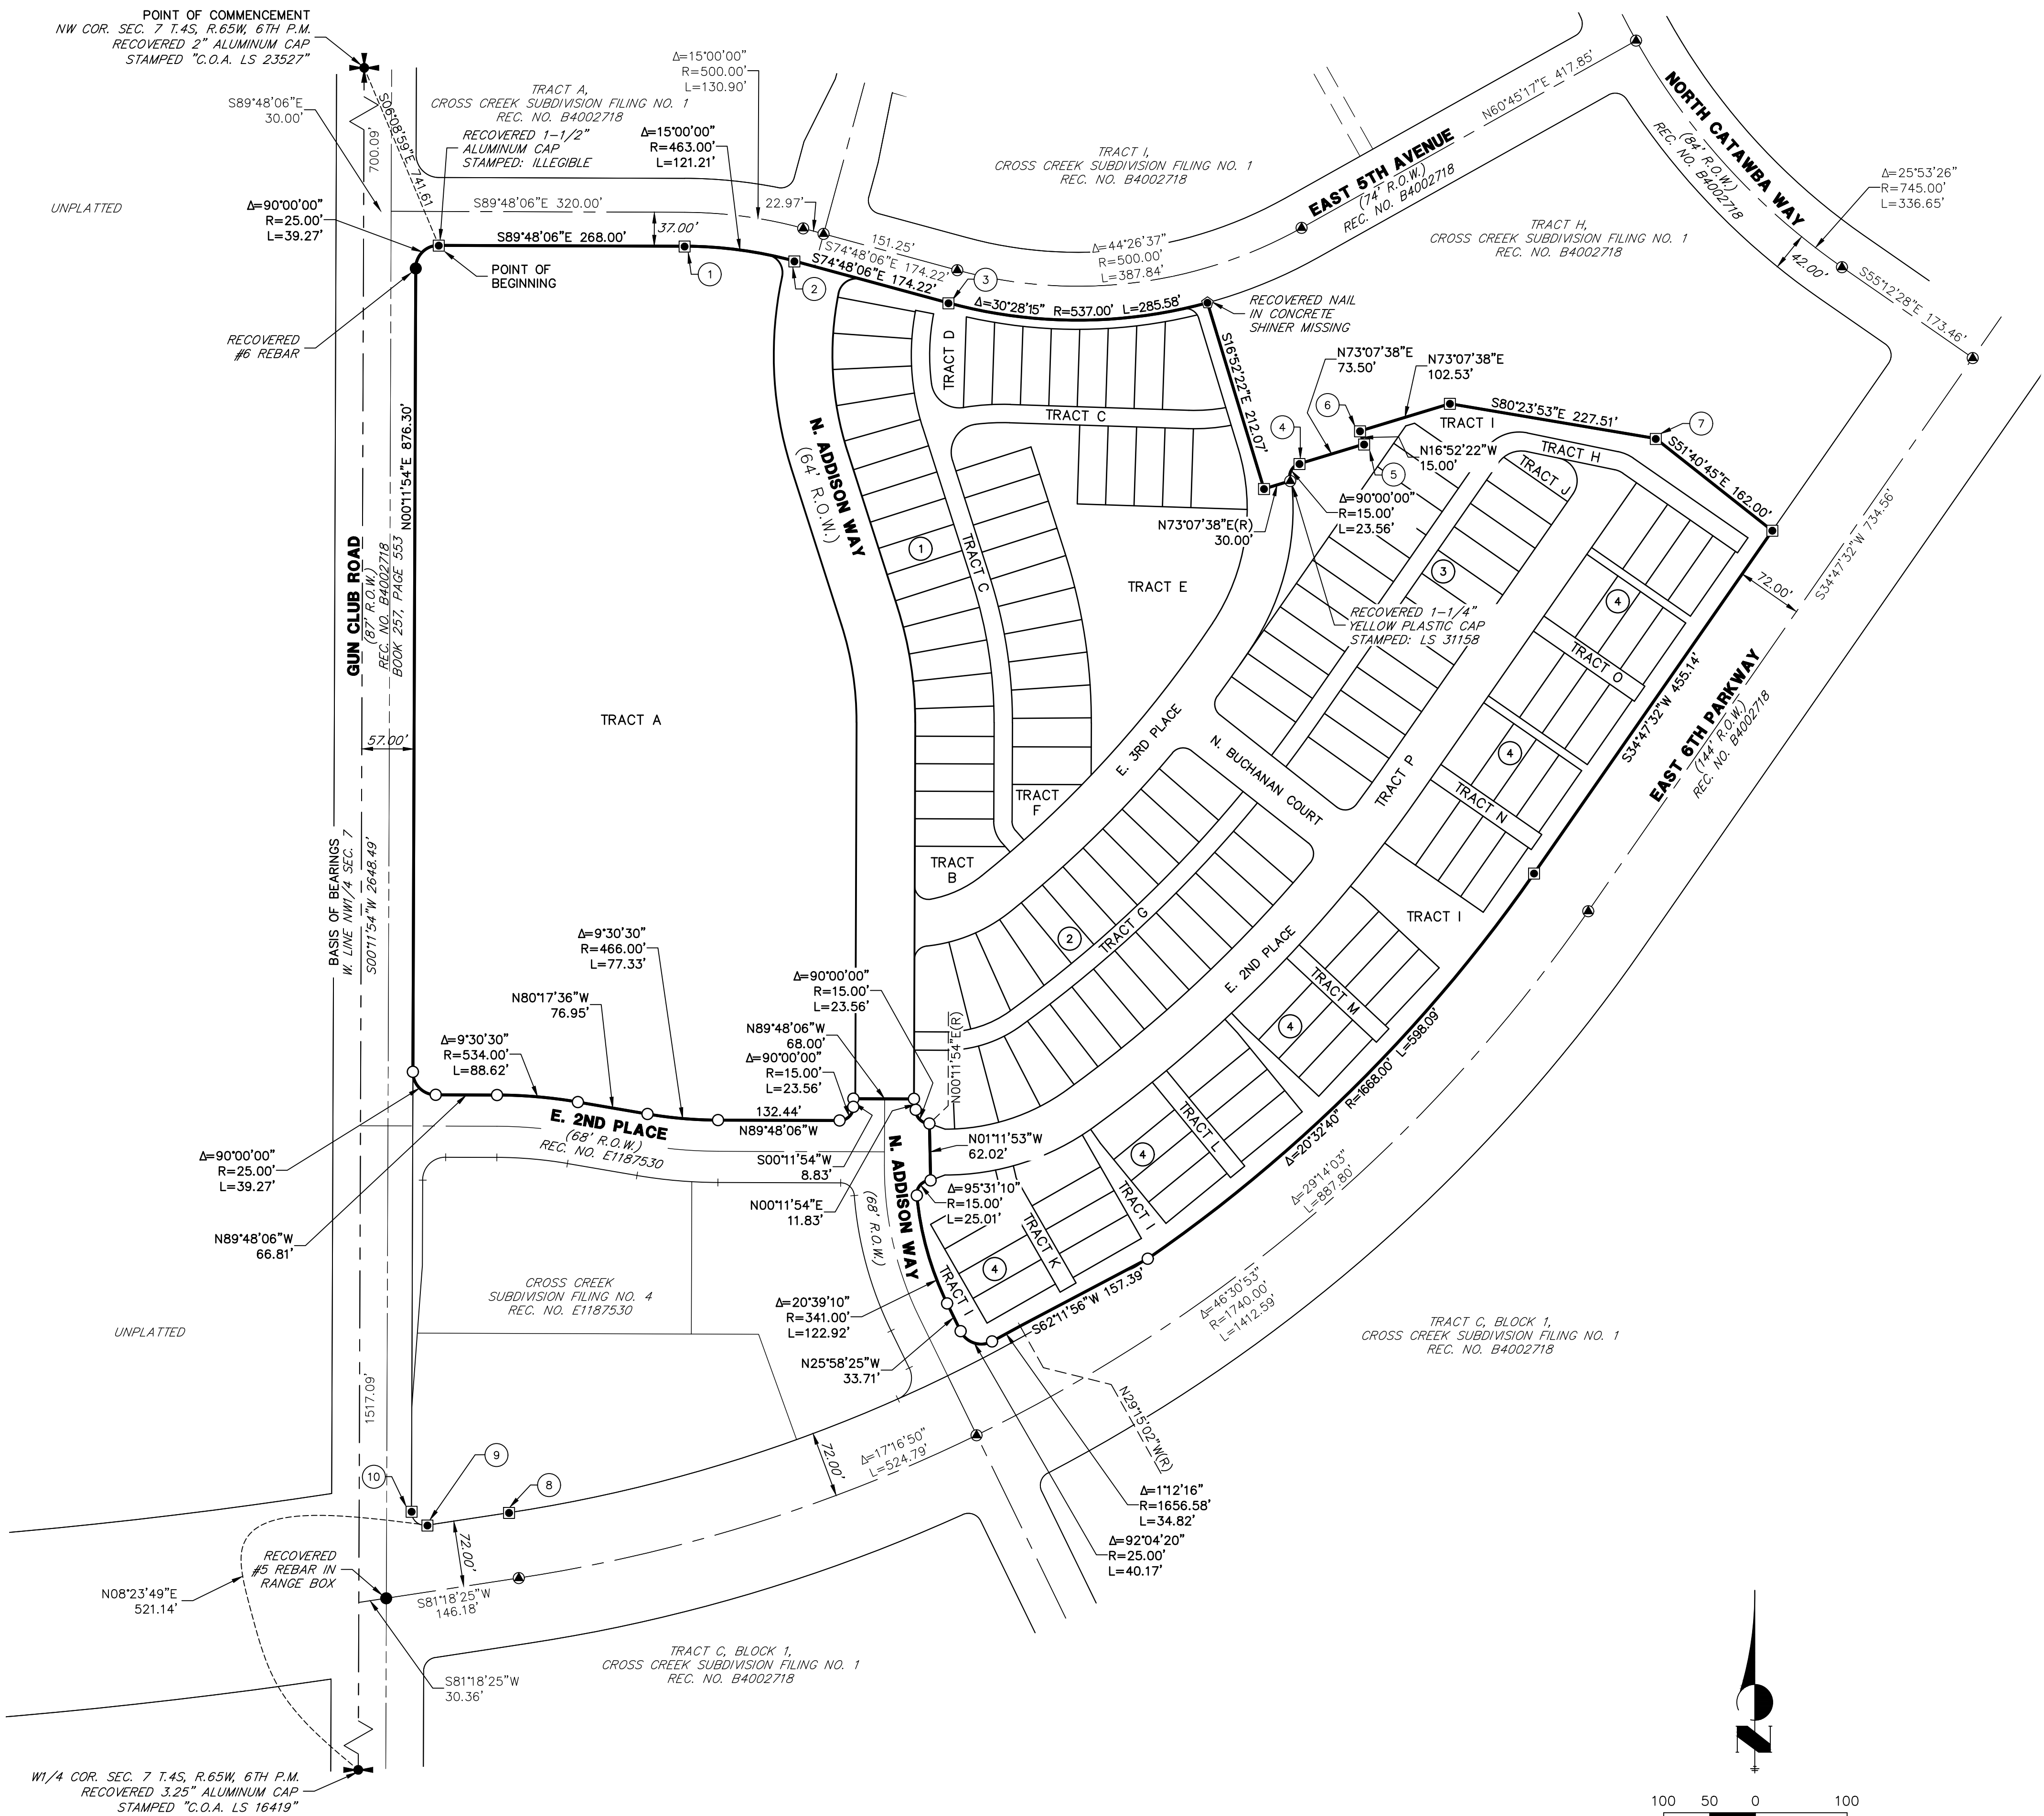 POINT OF COMMENCEMENT
NW COR. SEC. 7 T.4S, R.65W, 6TH P.M.
RECOVERED 2" ALUMINUM CAP
STAMPED "C.O.A. LS 23527"
S89°48'06"E
30.00'
700.09'
S06°08'59"E 741.61
TRACT A,
CROSS CREEK SUBDIVISION FILING NO. 1
REC. NO. B4002718
RECOVERED 1-1/2"
ALUMINUM CAP
STAMPED: ILLEGIBLE
Δ=15°00'00"
R=500.00'
L=130.90'
Δ=15°00'00"
R=463.00'
L=121.21'
UNPLATTED
Δ=90°00'00"
R=25.00'
L=39.27'
S89°48'06"E 320.00'
37.00'
22.97'
S89°48'06"E 268.00'
POINT OF
BEGINNING
1
2
151.25'
S74°48'06"E 174.22'
S74°48'06"E 174.22'
3
TRACT I,
CROSS CREEK SUBDIVISION FILING NO. 1
REC. NO. B4002718
Δ=44°26'37"
R=500.00'
L=387.84'
Δ=30°28'15" R=537.00' L=285.58'
EAST 5TH AVENUE
(74' R.O.W.)
REC. NO. B4002718
N60°45'17"E 417.85'
NORTH CATAWBA WAY
(84' R.O.W.)
REC. NO. B4002718
Δ=25°53'26"
R=745.00'
L=336.65'
TRACT H,
CROSS CREEK SUBDIVISION FILING NO. 1
REC. NO. B4002718
42.00'
S55°12'28"E 173.46'
RECOVERED NAIL
IN CONCRETE
SHINER MISSING
RECOVERED
#6 REBAR
S16°52'22"E 212.07'
N73°07'38"E
73.50'
N73°07'38"E
102.53'
S80°23'53"E 227.51'
7
S51°40'45"E 162.00'
6
4
5
N16°52'22"W
15.00'
Δ=90°00'00"
R=15.00'
L=23.56'
N73°07'38"E(R)
30.00'
TRACT I
TRACT H
TRACT J
TRACT D
TRACT C
N. ADDISON WAY
(64' R.O.W.)
N00°11'54"E 876.30'
GUN CLUB ROAD
(87' R.O.W.)
REC. NO. B4002718
BOOK 257, PAGE 553
1
TRACT C
TRACT E
3
4
RECOVERED 1-1/4"
YELLOW PLASTIC CAP
STAMPED: LS 31158
72.00'
S34°47'32"W 734.56'
TRACT O
S34°47'32"W 455.14'
EAST 6TH PARKWAY
(144' R.O.W.)
REC. NO. B4002718
TRACT A
57.00'
E. 3RD PLACE
N. BUCHANAN COURT
TRACT P
4
TRACT N
TRACT
F
TRACT
B
BASIS OF BEARINGS
W. LINE NW1/4 SEC. 7
S00°11'54"W 2648.49'
TRACT G
2
TRACT I
E. 2ND PLACE
TRACT M
4
Δ=9°30'30"
R=466.00'
L=77.33'
Δ=90°00'00"
R=15.00'
L=23.56'
N80°17'36"W
76.95'
N89°48'06"W
68.00'
N00°11'54"E(R)
Δ=9°30'30"
R=534.00'
L=88.62'
Δ=90°00'00"
R=15.00'
L=23.56'
132.44'
N89°48'06"W
E. 2ND PLACE
(68' R.O.W.)
REC. NO. E1187530
S00°11'54"W
8.83'
N00°11'54"E
11.83'
N01°11'53"W
62.02'
Δ=95°31'10"
R=15.00'
L=25.01'
TRACT L
4
TRACT I
TRACT K
4
TRACT I
N. ADDISON WAY
(68' R.O.W.)
Δ=20°32'40" R=1668.00' L=598.09'
Δ=29°14'03"
L=887.80'
Δ=90°00'00"
R=25.00'
L=39.27'
N89°48'06"W
66.81'
CROSS CREEK
SUBDIVISION FILING NO. 4
REC. NO. E1187530
Δ=20°39'10"
R=341.00'
L=122.92'
N25°58'25"W
33.71'
S62°11'56"W 157.39'
Δ=46°30'53"
R=1740.00'
L=1412.59'
TRACT C, BLOCK 1,
CROSS CREEK SUBDIVISION FILING NO. 1
REC. NO. B4002718
UNPLATTED
1517.09'
N29°15'02"W(R)
Δ=17°16'50"
L=524.79'
72.00'
Δ=1°12'16"
R=1656.58'
L=34.82'
Δ=92°04'20"
R=25.00'
L=40.17'
10
9
8
72.00'
RECOVERED
#5 REBAR IN
RANGE BOX
N08°23'49"E
521.14'
S81°18'25"W
146.18'
S81°18'25"W
30.36'
TRACT C, BLOCK 1,
CROSS CREEK SUBDIVISION FILING NO. 1
REC. NO. B4002718
W1/4 COR. SEC. 7 T.4S, R.65W, 6TH P.M.
RECOVERED 3.25" ALUMINUM CAP
STAMPED "C.O.A. LS 16419"
N
100 50 0 100